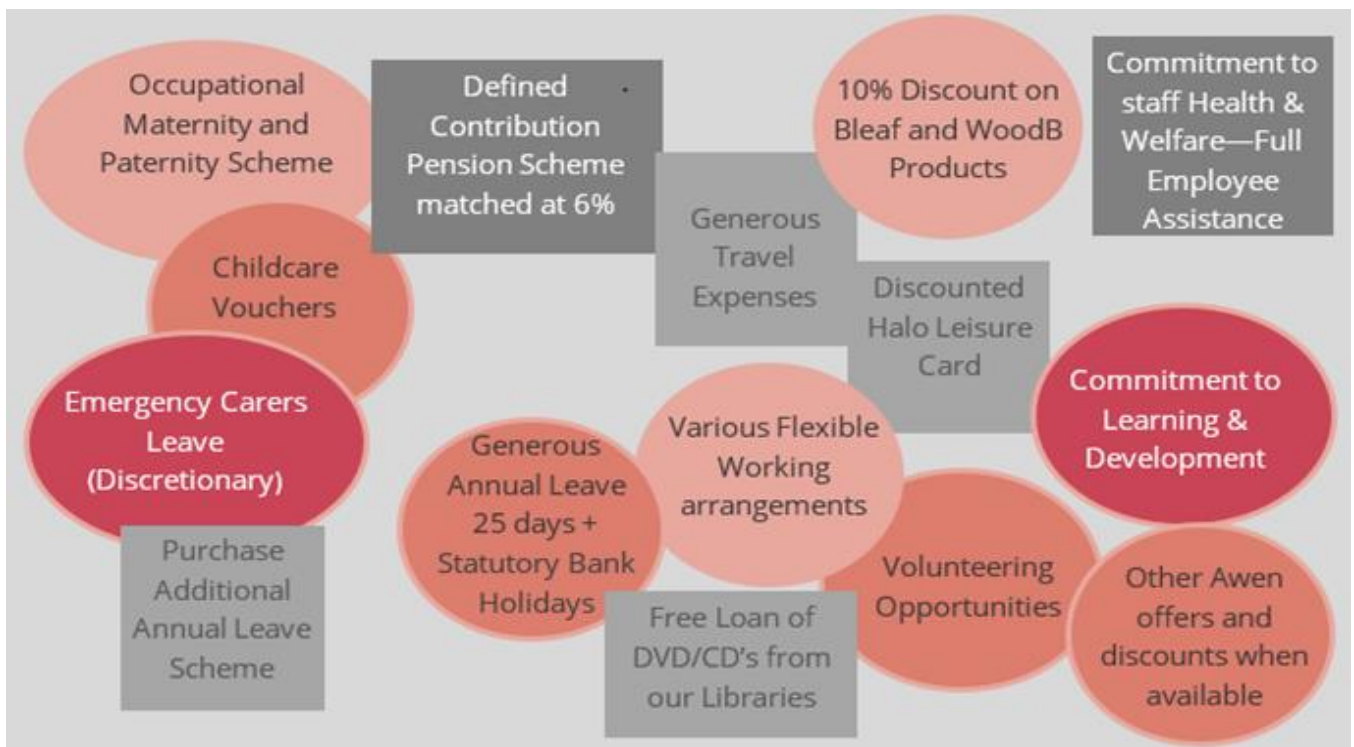 Occupational
Maternity and
Paternity Scheme
Defined
Contribution
Pension Scheme
matched at 6%
10% Discount on
Bleaf and WoodB
Products
Commitment to
staff Health &
Welfare—Full
Employee
Assistance
Generous
Travel
Expenses
Childcare
Vouchers
Discounted
Halo Leisure
Card
Emergency Carers
Leave
(Discretionary)
Commitment to
Learning &
Development
Generous
Annual Leave
25 days +
Statutory Bank
Holidays
Various Flexible
Working
arrangements
Purchase
Additional
Annual Leave
Scheme
Volunteering
Opportunities
Free Loan of
DVD/CD's from
our Libraries
Other Awen
offers and
discounts when
available